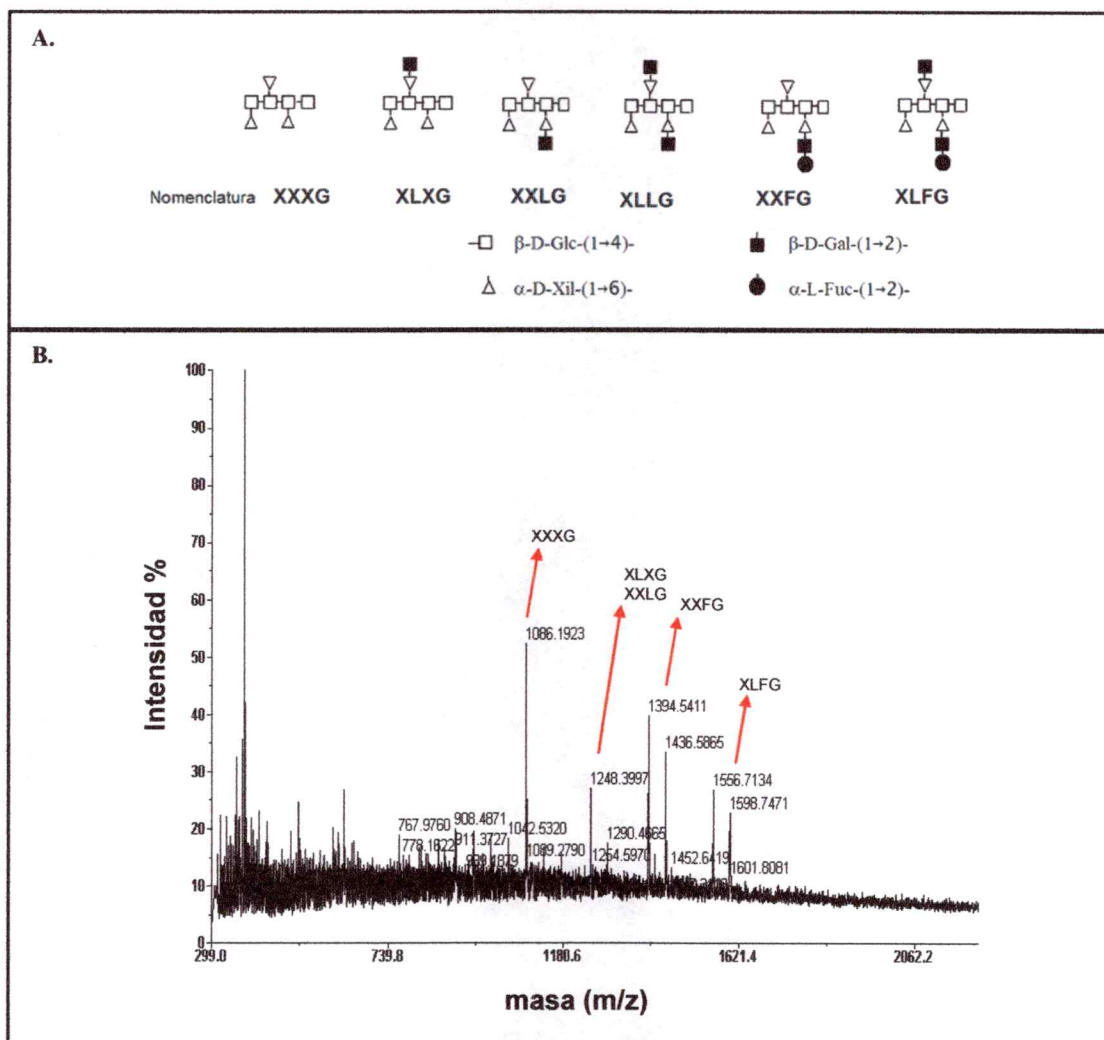 A.
Nomenclatura XXXG XLXG XXLG XLLG XXFG XLFG
β-D-Glc-(1→4)- β-D-Gal-(1→2)-
α-D-Xil-(1→6)- α-L-Fuc-(1→2)-
B.
Intensidad %
100
90
80
70
60
50
40
30
20
10
0
XXXG
XLXG
XXLG
XXFG
XLFG
1086.1923
1394.5411
1436.5865
1248.3997
1556.7134
1598.7471
767.9760
908.4871
1042.5320
1290.4665
778.1622
911.3727
1089.2790
1264.5970
1452.6419
1601.8081
299.0 739.8 1180.6 1621.4 2062.2
masa (m/z)